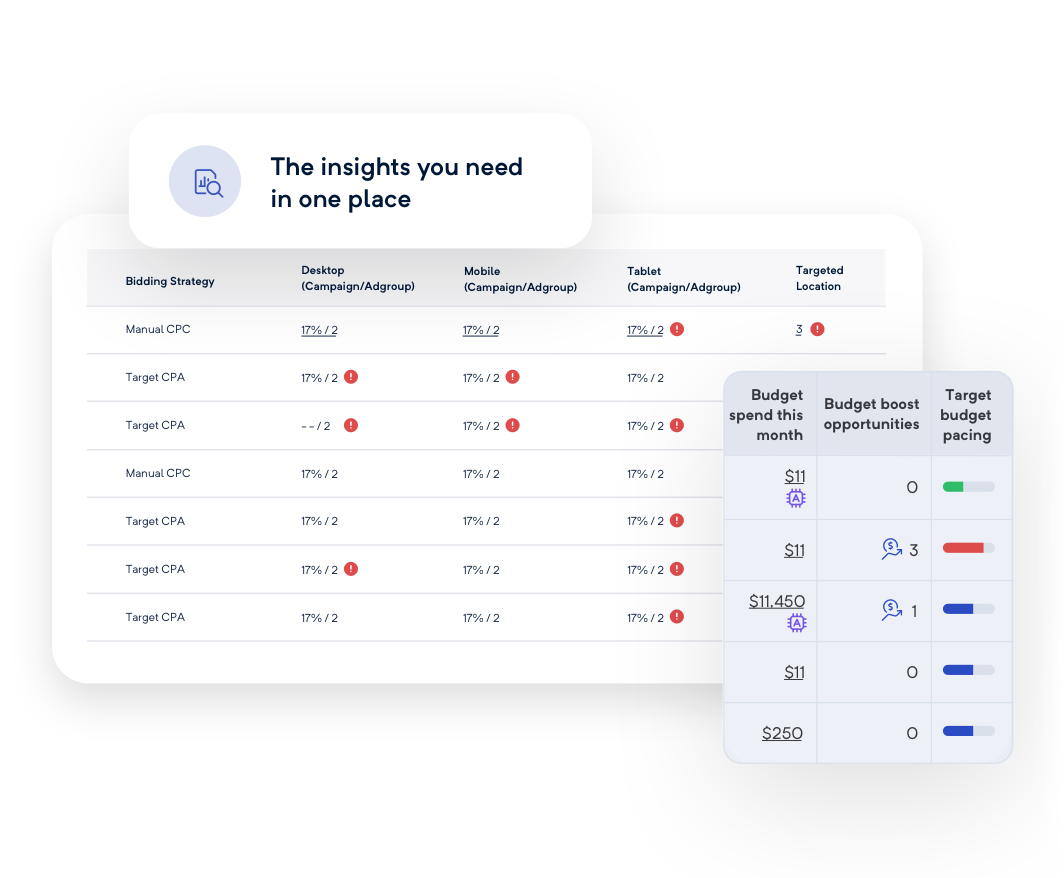 The insights you need
in one place
Bidding Strategy
Desktop
(Campaign/Adgroup)
Mobile
(Campaign/Adgroup)
Tablet
(Campaign/Adgroup)
Targeted
Location
Manual CPC 17% / 2 17% / 2 17% / 2 ! 3 !
Target CPA 17% / 2 ! 17% / 2 ! 17% / 2
Target CPA - - / 2 ! 17% / 2 ! 17% / 2 !
Manual CPC 17% / 2 17% / 2 17% / 2
Target CPA 17% / 2 17% / 2 17% / 2 !
Target CPA 17% / 2 ! 17% / 2 17% / 2 !
Target CPA 17% / 2 17% / 2 17% / 2 !
Budget
spend this
month
Budget boost
opportunities
Target
budget
pacing
$11 0
A
$11 $ 3
$11,450 $ 1
A
$11 0
$250 0